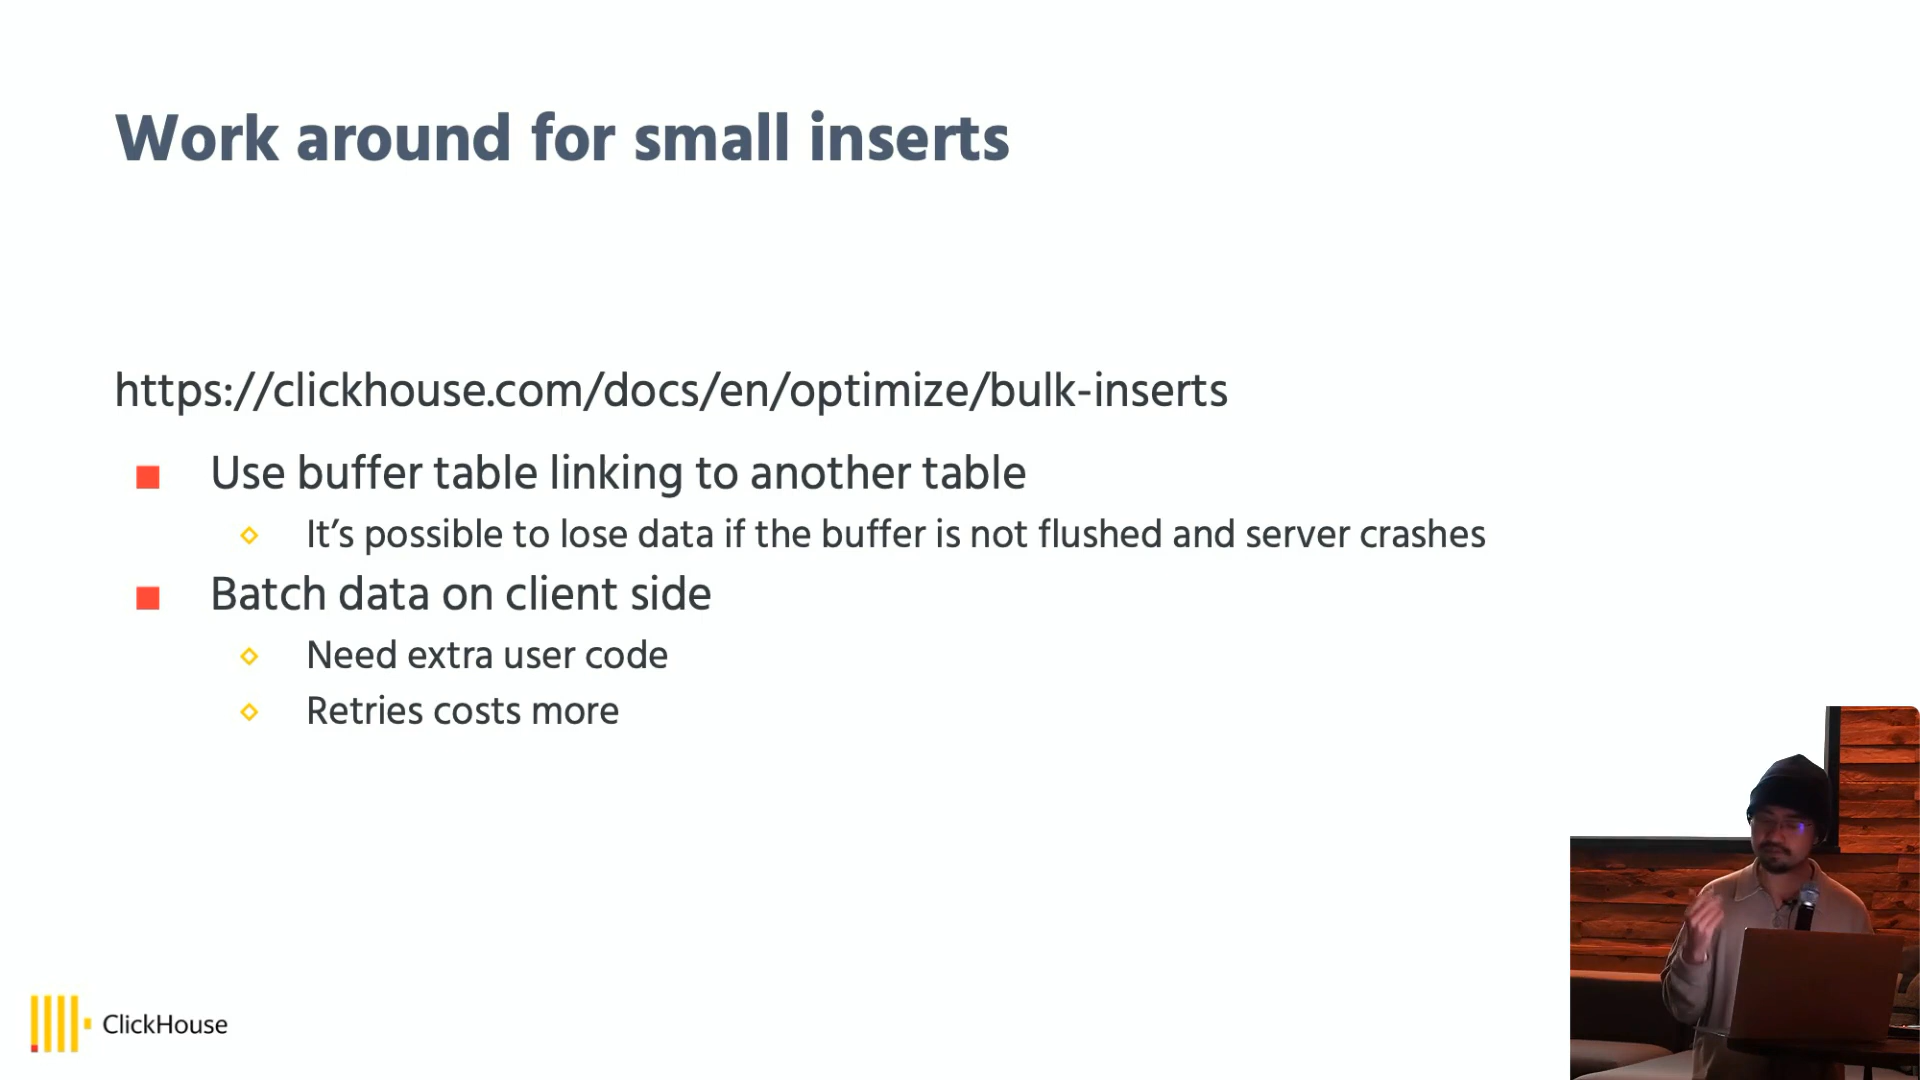 Work around for small inserts
https://clickhouse.com/docs/en/optimize/bulk-inserts
Use buffer table linking to another table
It's possible to lose data if the buffer is not flushed and server crashes
Batch data on client side
Need extra user code
Retries costs more
ClickHouse